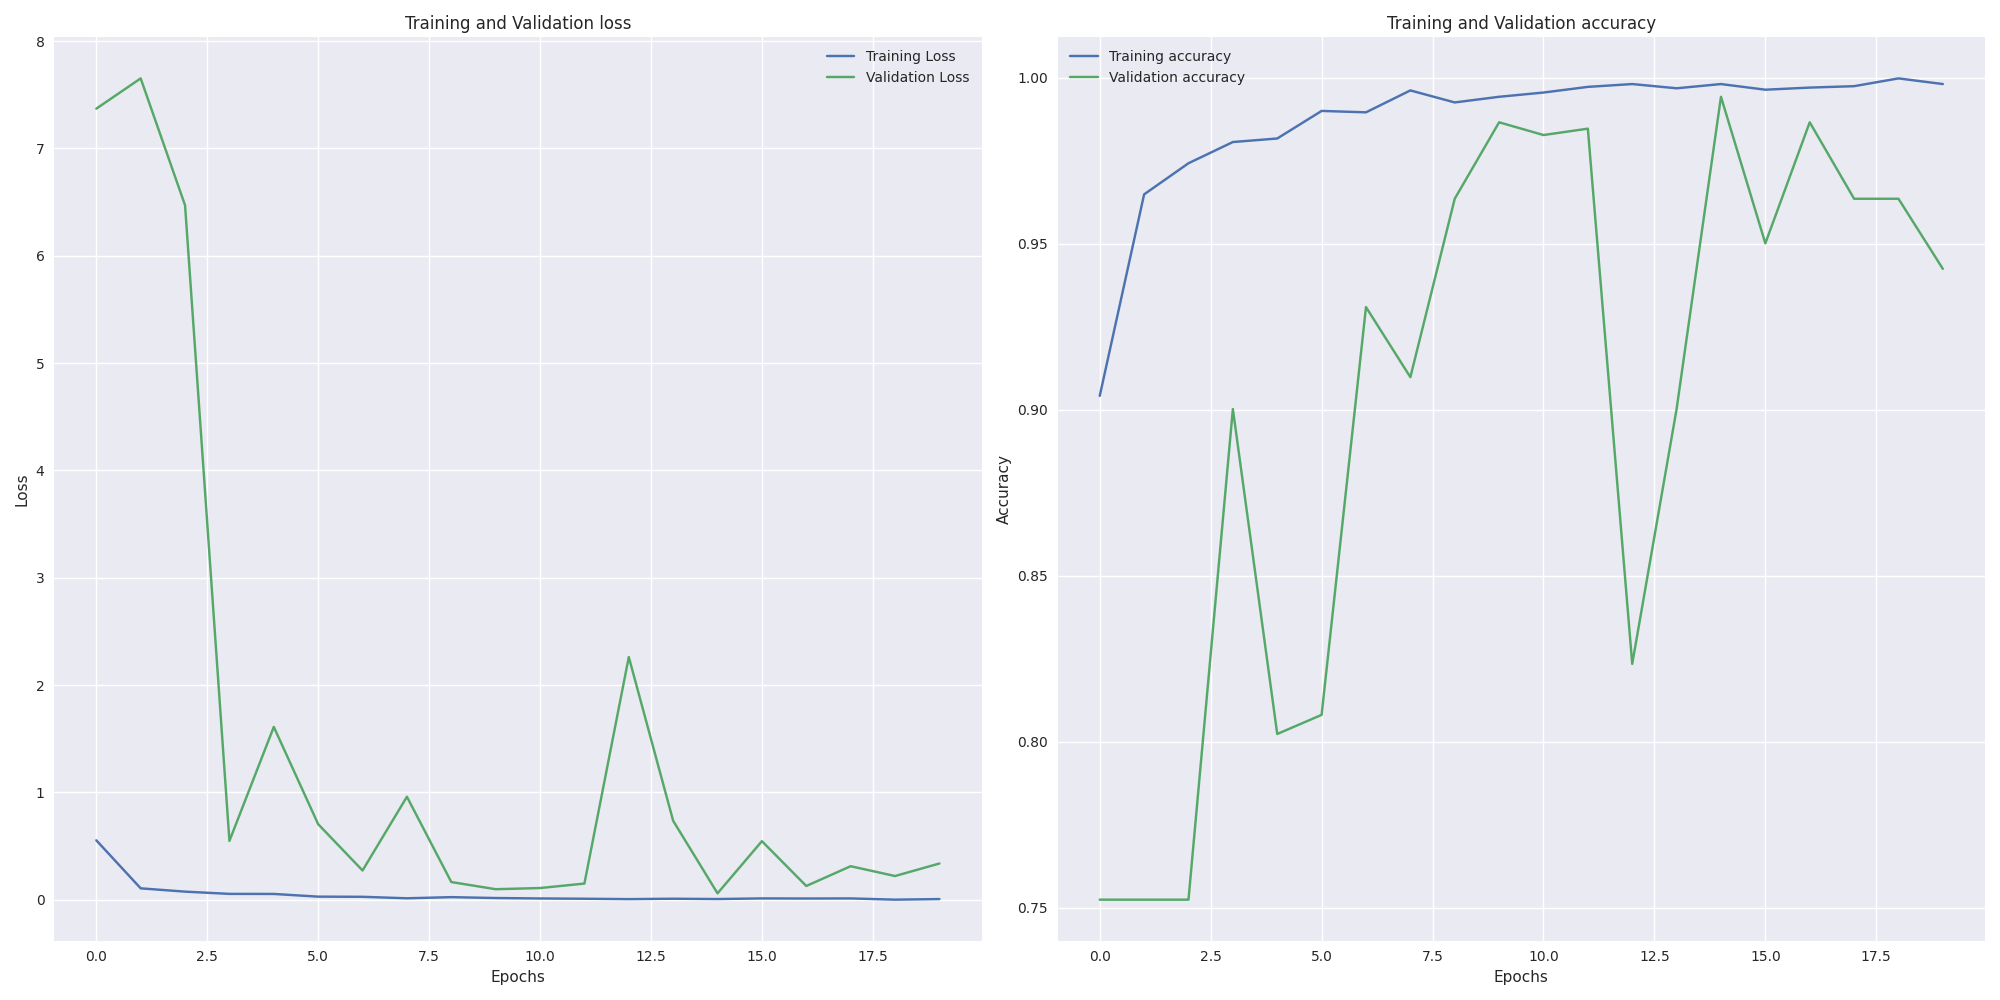 Training and Validation loss
Training Loss
Validation Loss
8
7
6
5
4
3
2
1
0
Loss
0.0 2.5 5.0 7.5 10.0 12.5 15.0 17.5
Epochs
Training and Validation accuracy
Training accuracy
Validation accuracy
1.00
0.95
0.90
0.85
0.80
0.75
Accuracy
0.0 2.5 5.0 7.5 10.0 12.5 15.0 17.5
Epochs